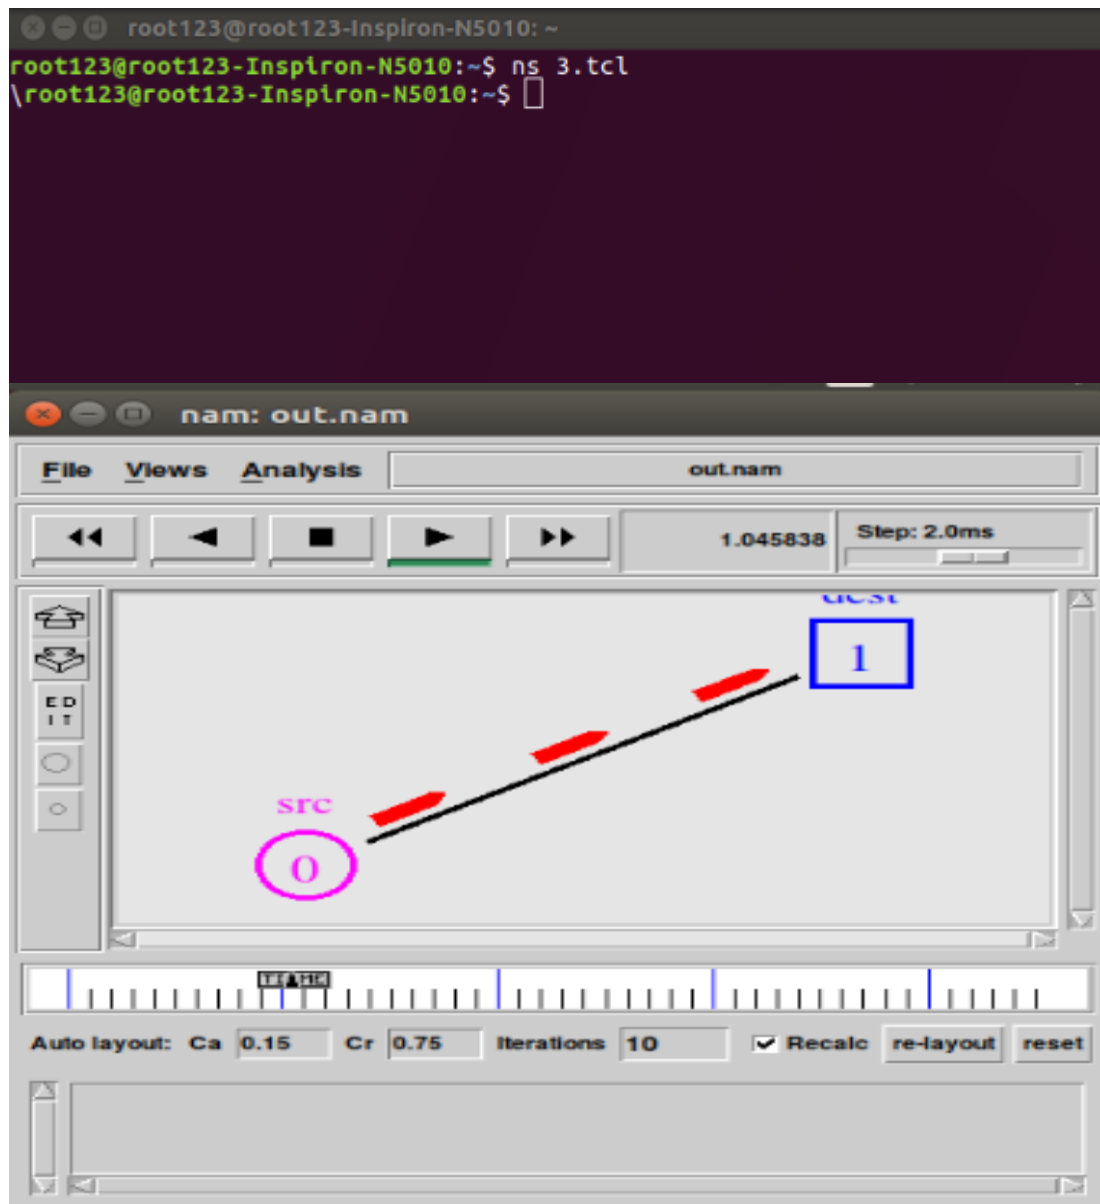 root123@root123-Inspiron-N5010: ~
root123@root123-Inspiron-N5010:~$ ns 3.tcl
\root123@root123-Inspiron-N5010:~$
nam: out.nam
File Views Analysis out.nam
1.045838 Step: 2.0ms
dest
1
E D
I T
src
0
TIME
Auto layout: Ca 0.15 Cr 0.75 Iterations 10 Recalc re-layout reset